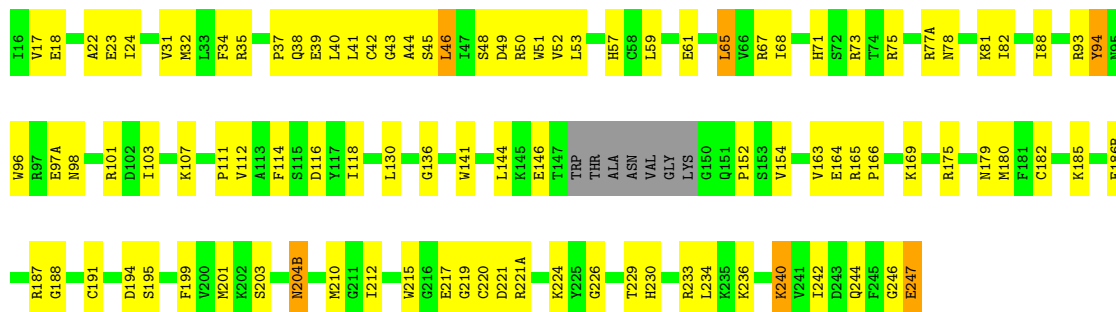 I16 V17 E18 A22 E23 I24 V31 M32 L33 F34 R35 P37 Q38 E39 L40 L41 C42 G43 A44 S45 L46 I47 S48 D49 R50 W51 V52 L53 H57 C58 L59 E61 L65 V66 R67 I68 H71 S72 R73 T74 R75 R77A N78 K81 I82 I88 R93 Y94 N95
W96 R97 E97A N98 R101 D102 I103 K107 P111 V112 A113 F114 S115 D116 Y117 I118 L130 G136 W141 L144 K145 E146 T147 TRP THR ALA ASN VAL GLY LYS G150 Q151 P152 S153 V154 V163 E164 R165 P166 K169 R175 N179 M180 F181 C182 K185 E186B
R187 G188 C191 D194 S195 F199 V200 M201 K202 S203 N204B M210 G211 I212 W215 G216 E217 G219 C220 D221 R221A K224 Y225 G226 T229 H230 R233 L234 K235 K236 K240 V241 I242 D243 Q244 F245 G246 E247